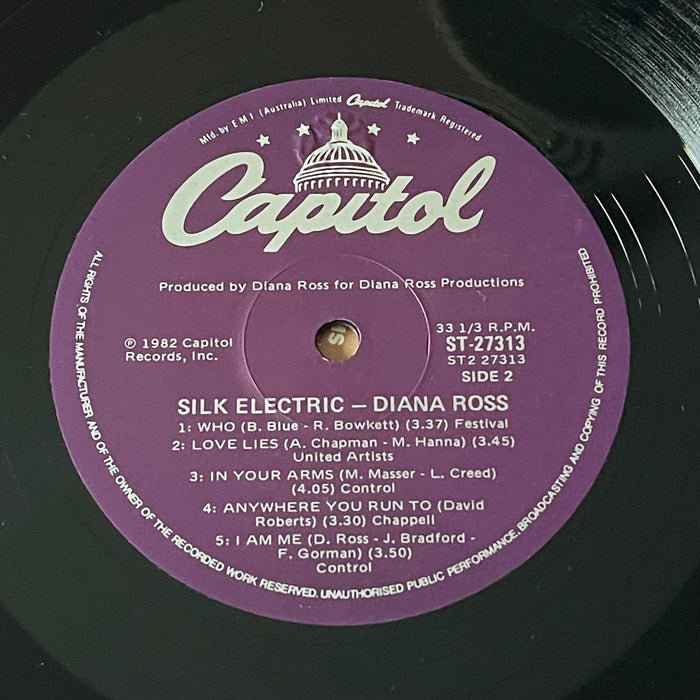 Mfd. by E M I (Australia) Limited Capitol Trademark Registered
Capitol
Produced by Diana Ross for Diana Ross Productions
℗ 1982 Capitol
Records, Inc.
33 1/3 R.P.M.
ST-27313
ST2 27313
SIDE 2
SILK ELECTRIC – DIANA ROSS
1: WHO (B. Blue - R. Bowkett) (3.37) Festival
2: LOVE LIES (A. Chapman - M. Hanna) (3.45)
United Artists
3: IN YOUR ARMS (M. Masser - L. Creed)
(4.05) Control
4: ANYWHERE YOU RUN TO (David
Roberts) (3.30) Chappell
5: I AM ME (D. Ross - J. Bradford -
F. Gorman) (3.50)
Control
ALL RIGHTS OF THE MANUFACTURER AND OF THE OWNER OF THE RECORDED WORK RESERVED. UNAUTHORISED PUBLIC PERFORMANCE, BROADCASTING AND COPYING OF THIS RECORD PROHIBITED